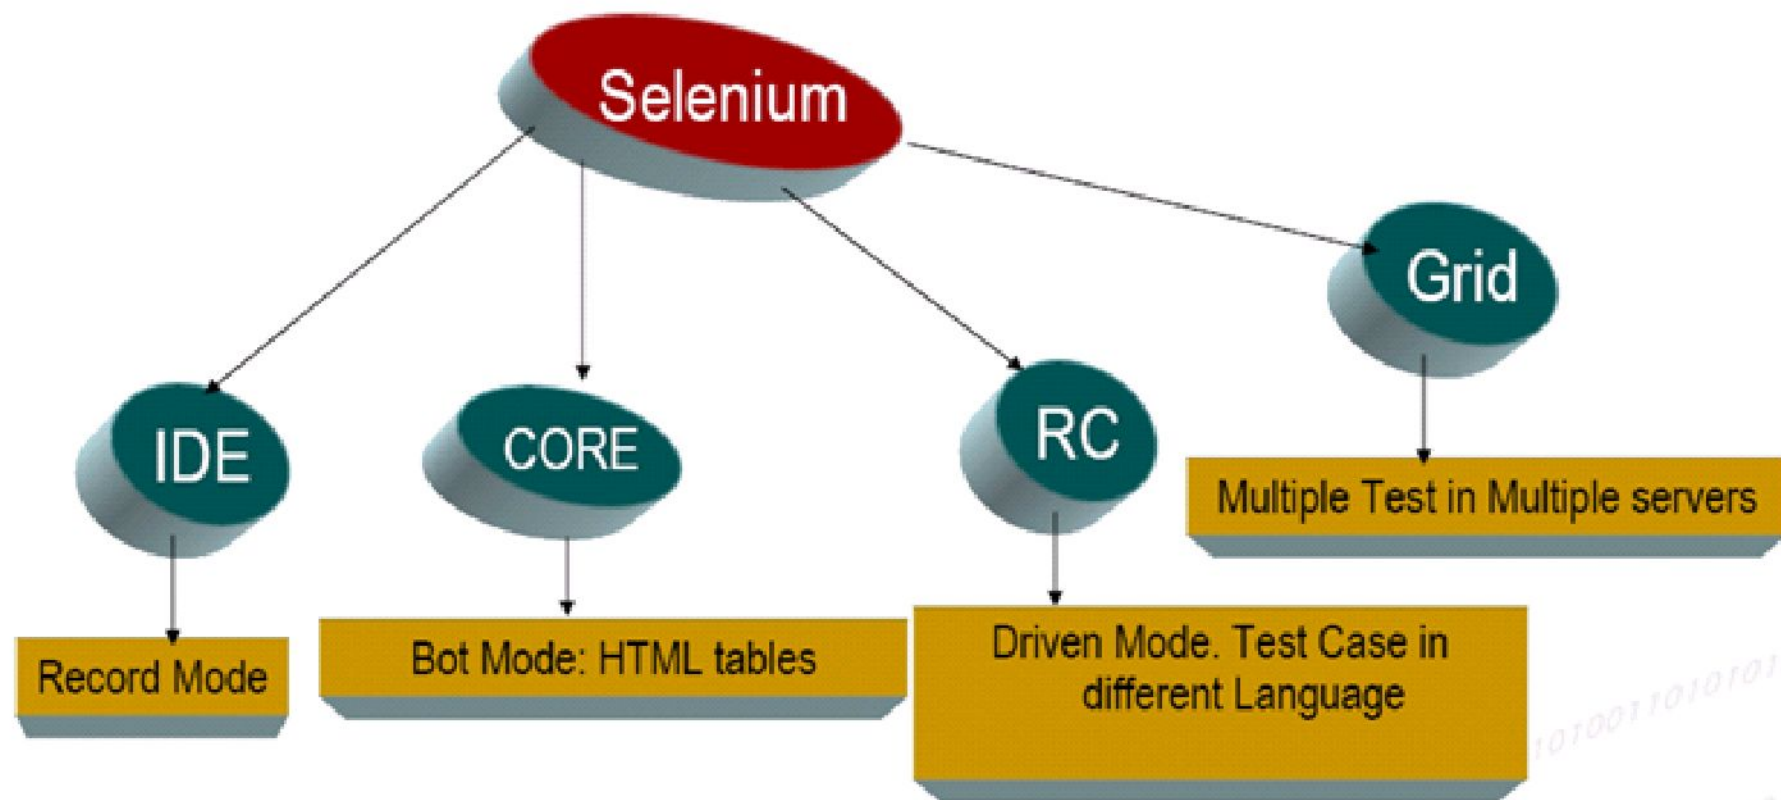 Selenium
Grid
IDE
CORE
RC
Multiple Test in Multiple servers
Record Mode
Bot Mode: HTML tables
Driven Mode. Test Case in
different Language
101001101010101